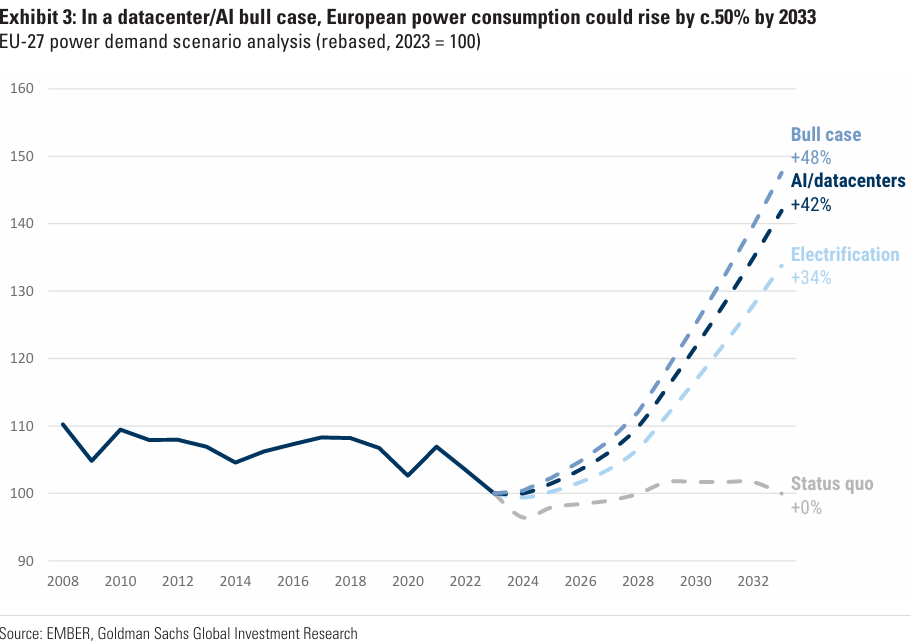 Exhibit 3: In a datacenter/AI bull case, European power consumption could rise by c.50% by 2033
EU-27 power demand scenario analysis (rebased, 2023 = 100)
160
150
140
130
120
110
100
90
Bull case
+48%
AI/datacenters
+42%
Electrification
+34%
Status quo
+0%
2008 2010 2012 2014 2016 2018 2020 2022 2024 2026 2028 2030 2032
Source: EMBER, Goldman Sachs Global Investment Research